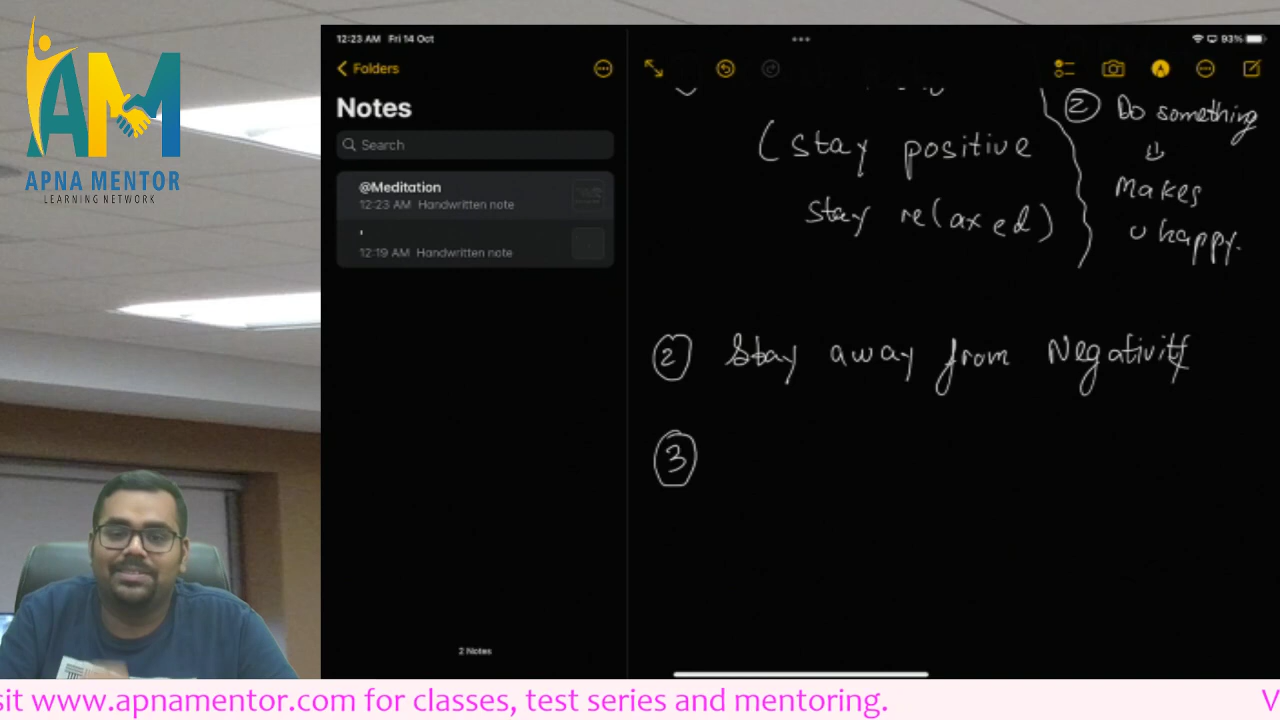 AM
APNA MENTOR
LEARNING NETWORK
12:23 AM Fri 14 Oct
93%
Folders
Notes
Search
@Meditation
12:23 AM Handwritten note
'
12:19 AM Handwritten note
2 Notes
(stay positive
stay relaxed)
② Do something
Makes
u happy.
② Stay away from Negativity
③
sit www.apnamentor.com for classes, test series and mentoring.
V